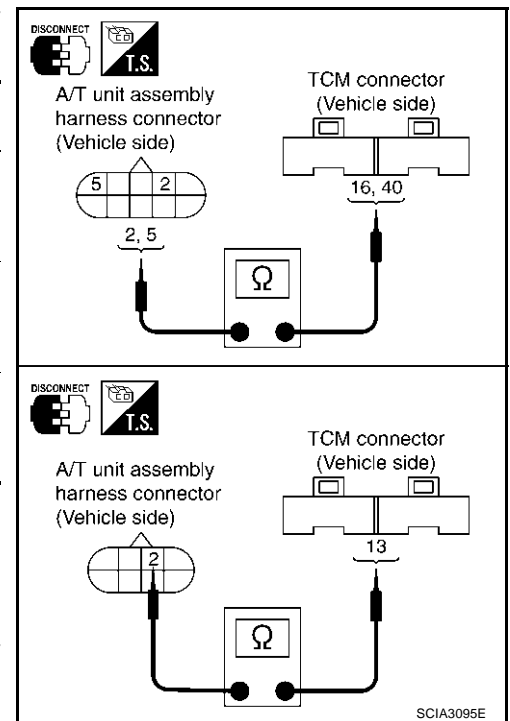 DISCONNECT
T.S.
A/T unit assembly
harness connector
(Vehicle side)
TCM connector
(Vehicle side)
5 2
2, 5
16, 40
Ω
DISCONNECT
T.S.
A/T unit assembly
harness connector
(Vehicle side)
TCM connector
(Vehicle side)
2
13
Ω
SCIA3095E